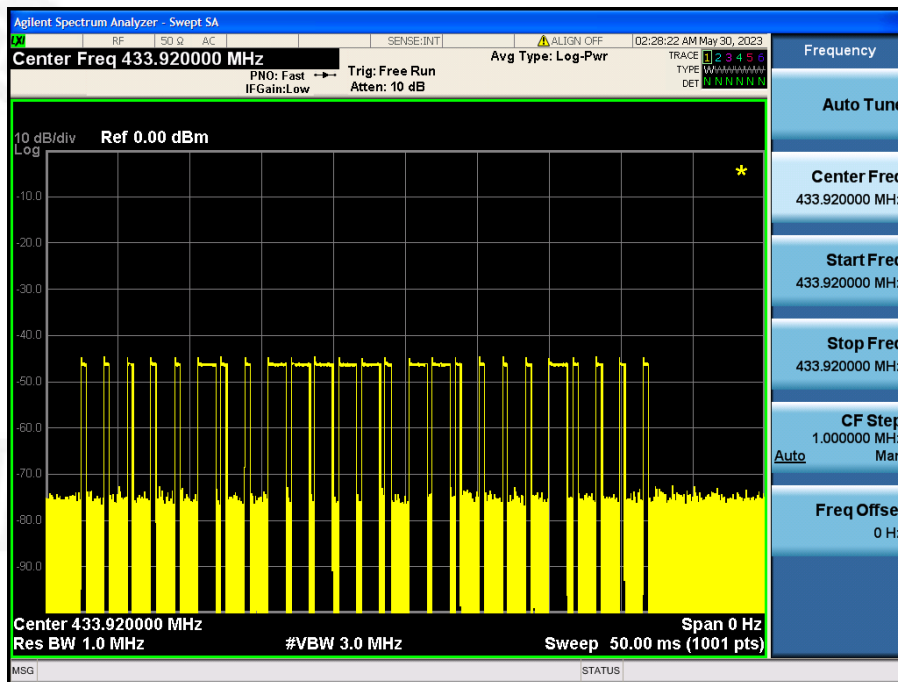 Agilent Spectrum Analyzer - Swept SA
LXI RF 50 Ω AC SENSE:INT ALIGN OFF 02:28:22 AM May 30, 2023
Center Freq 433.920000 MHz
PNO: Fast
IFGain:Low
Trig: Free Run
Atten: 10 dB
Avg Type: Log-Pwr
TRACE 1 2 3 4 5 6
TYPE W
DET N N N N N N
10 dB/div
Log
Ref 0.00 dBm
*
-10.0
-20.0
-30.0
-40.0
-50.0
-60.0
-70.0
-80.0
-90.0
Center 433.920000 MHz
Span 0 Hz
Res BW 1.0 MHz
#VBW 3.0 MHz
Sweep 50.00 ms (1001 pts)
MSG
STATUS
Frequency
Auto Tune
Center Freq
433.920000 MHz
Start Freq
433.920000 MHz
Stop Freq
433.920000 MHz
CF Step
1.000000 MHz
Auto Man
Freq Offset
0 Hz